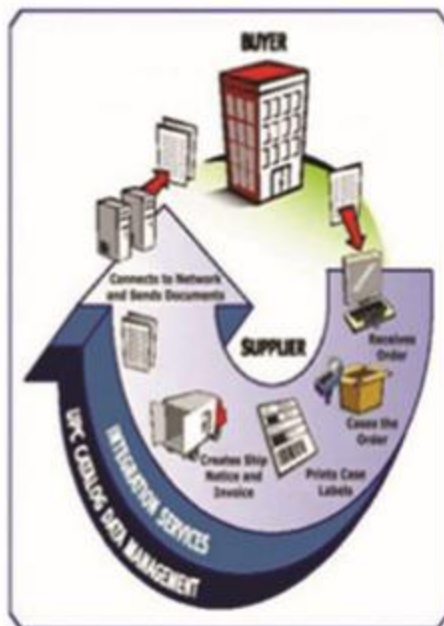 BUYER
Connects to Network
and Sends Documents
SUPPLIER
Receives
Order
Cases the
Order
Prints Case
Labels
Creates Ship
Notice and
Invoice
INTEGRATION SERVICES
UPC CATALOG DATA MANAGEMENT